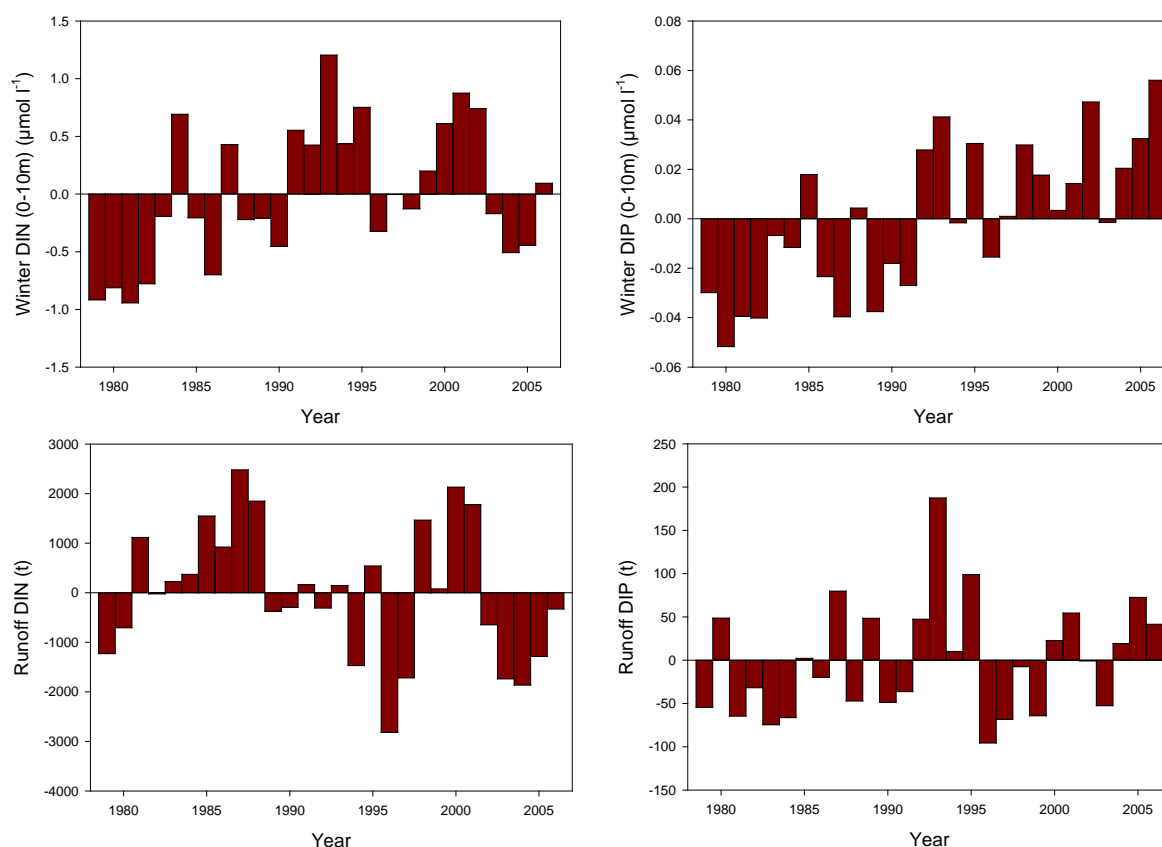 Winter DIN (0-10m) (µmol l⁻¹)
1.5
1.0
0.5
0.0
-0.5
-1.0
-1.5
1980 1985 1990 1995 2000 2005
Year
Winter DIP (0-10m) (µmol l⁻¹)
0.08
0.06
0.04
0.02
0.00
-0.02
-0.04
-0.06
1980 1985 1990 1995 2000 2005
Year
Runoff DIN (t)
3000
2000
1000
0
-1000
-2000
-3000
-4000
1980 1985 1990 1995 2000 2005
Year
Runoff DIP (t)
250
200
150
100
50
0
-50
-100
-150
1980 1985 1990 1995 2000 2005
Year